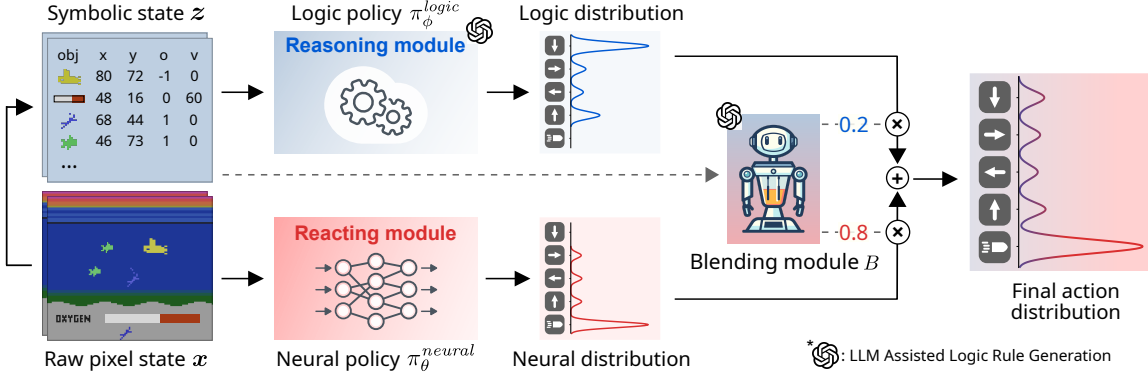 Symbolic state z
obj x y o v
80 72 -1 0
48 16 0 60
68 44 1 0
46 73 1 0
...
Logic policy π_ϕ^{logic}
Reasoning module
Logic distribution
0.2
×
+
×
0.8
Blending module B
OXYGEN
Raw pixel state x
Reacting module
Neural policy π_θ^{neural}
Neural distribution
Final action
distribution
*: LLM Assisted Logic Rule Generation